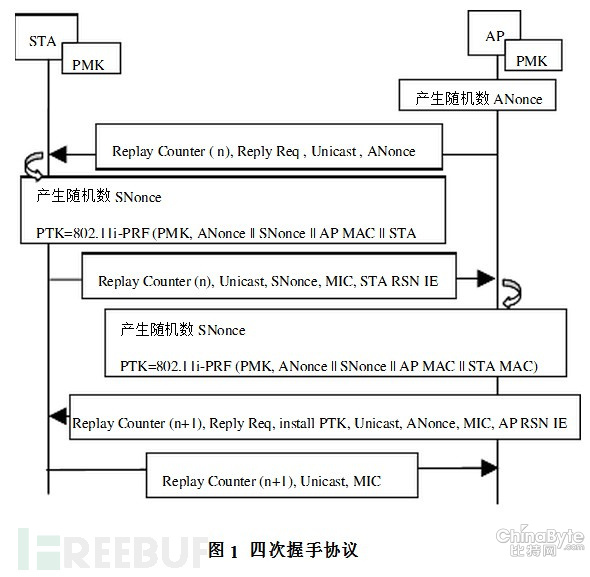 STA
PMK
AP
PMK
产生随机数 ANonce
Replay Counter ( n), Reply Req , Unicast , ANonce
产生随机数 SNonce
PTK=802.11i-PRF (PMK, ANonce || SNonce || AP MAC || STA
Replay Counter (n), Unicast, SNonce, MIC, STA RSN IE
产生随机数 SNonce
PTK=802.11i-PRF (PMK, ANonce || SNonce || AP MAC || STA MAC)
Replay Counter (n+1), Reply Req, install PTK, Unicast, ANonce, MIC, AP RSN IE
Replay Counter (n+1), Unicast, MIC
图 1 四次握手协议
FREEBUF
ChinaByte
比特网